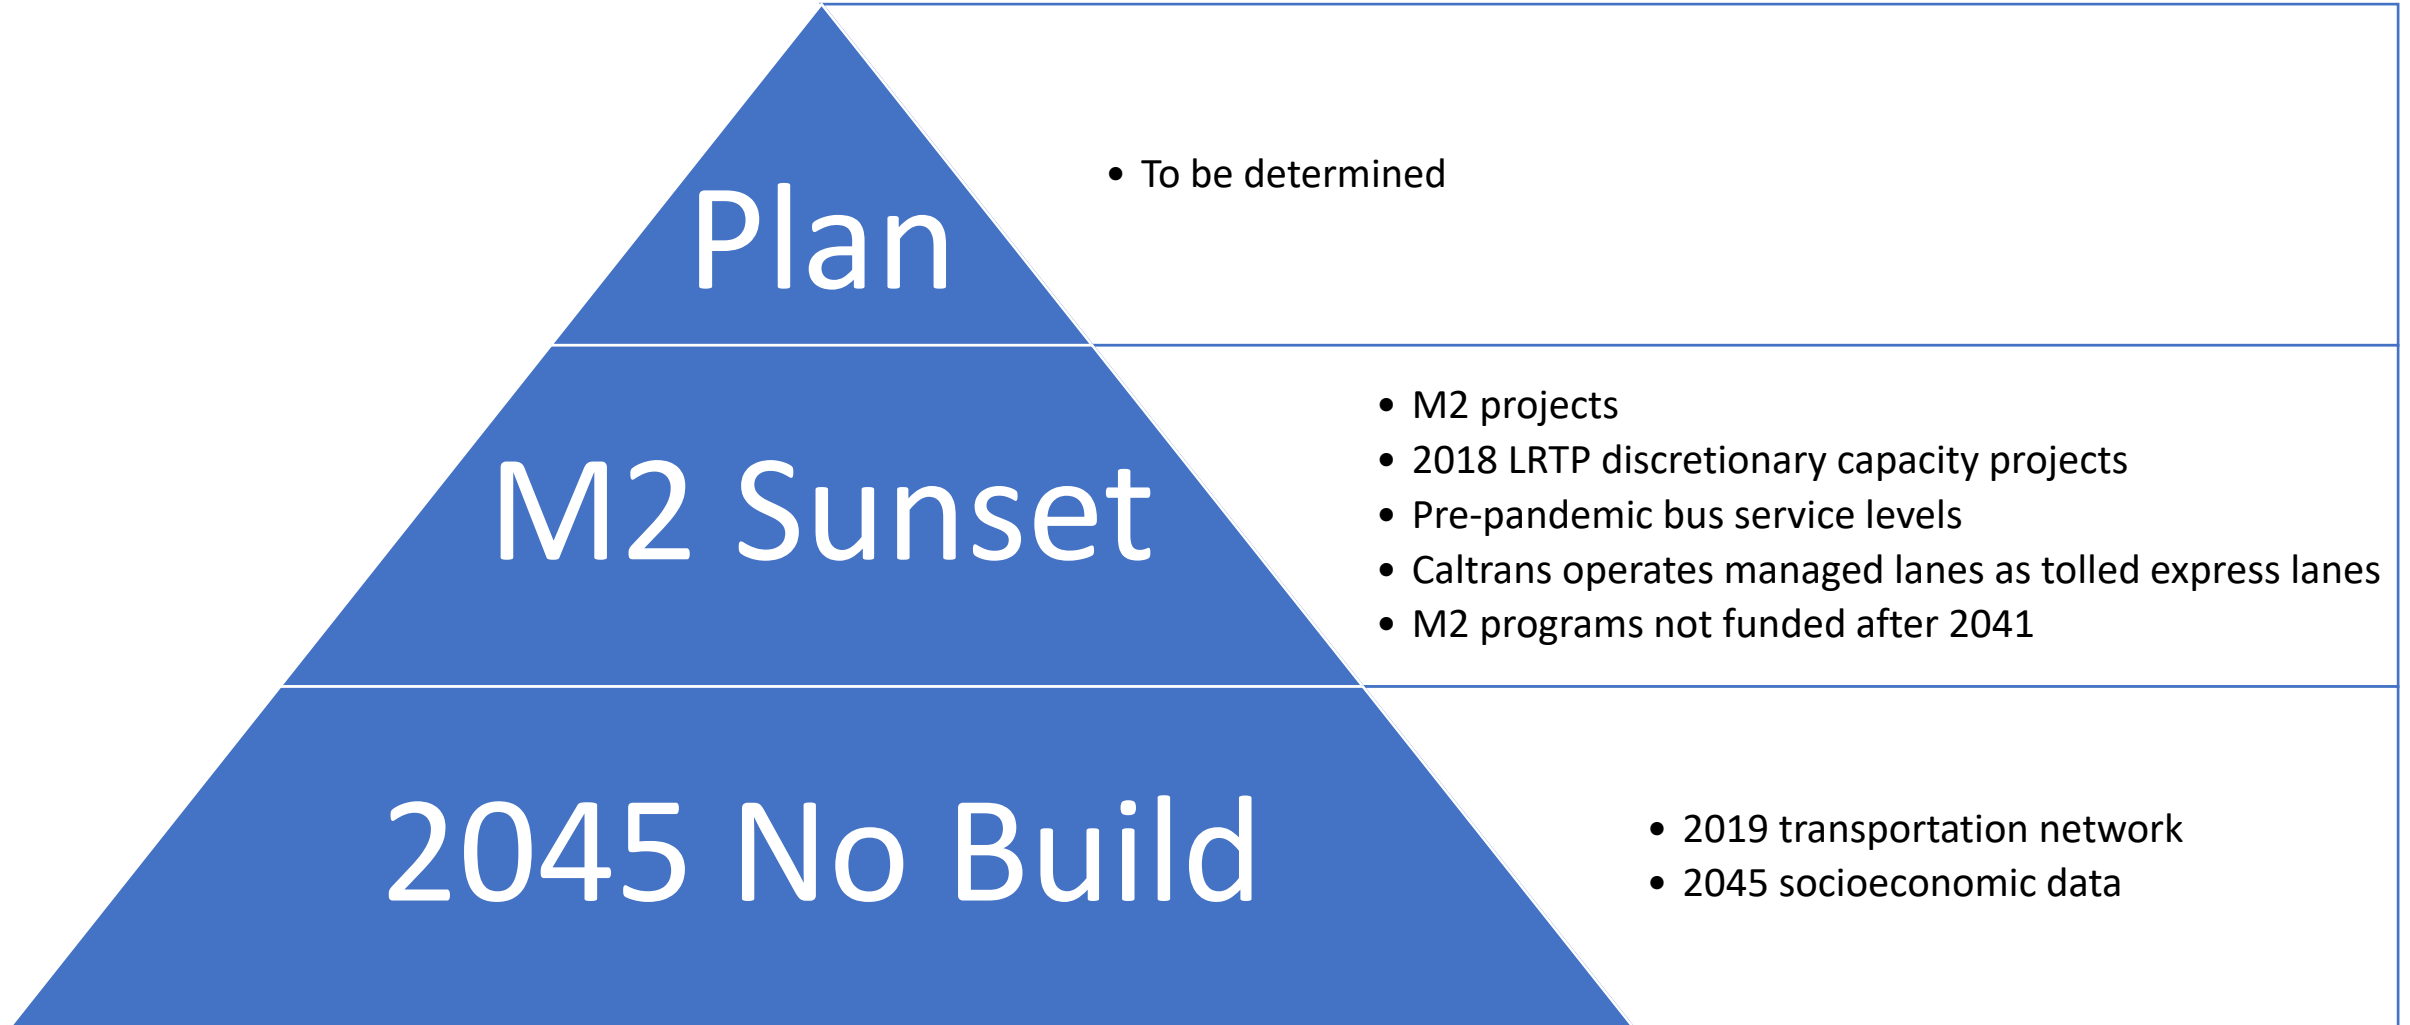 Plan
• To be determined
M2 Sunset
• M2 projects
• 2018 LRTP discretionary capacity projects
• Pre-pandemic bus service levels
• Caltrans operates managed lanes as tolled express lanes
• M2 programs not funded after 2041
2045 No Build
• 2019 transportation network
• 2045 socioeconomic data